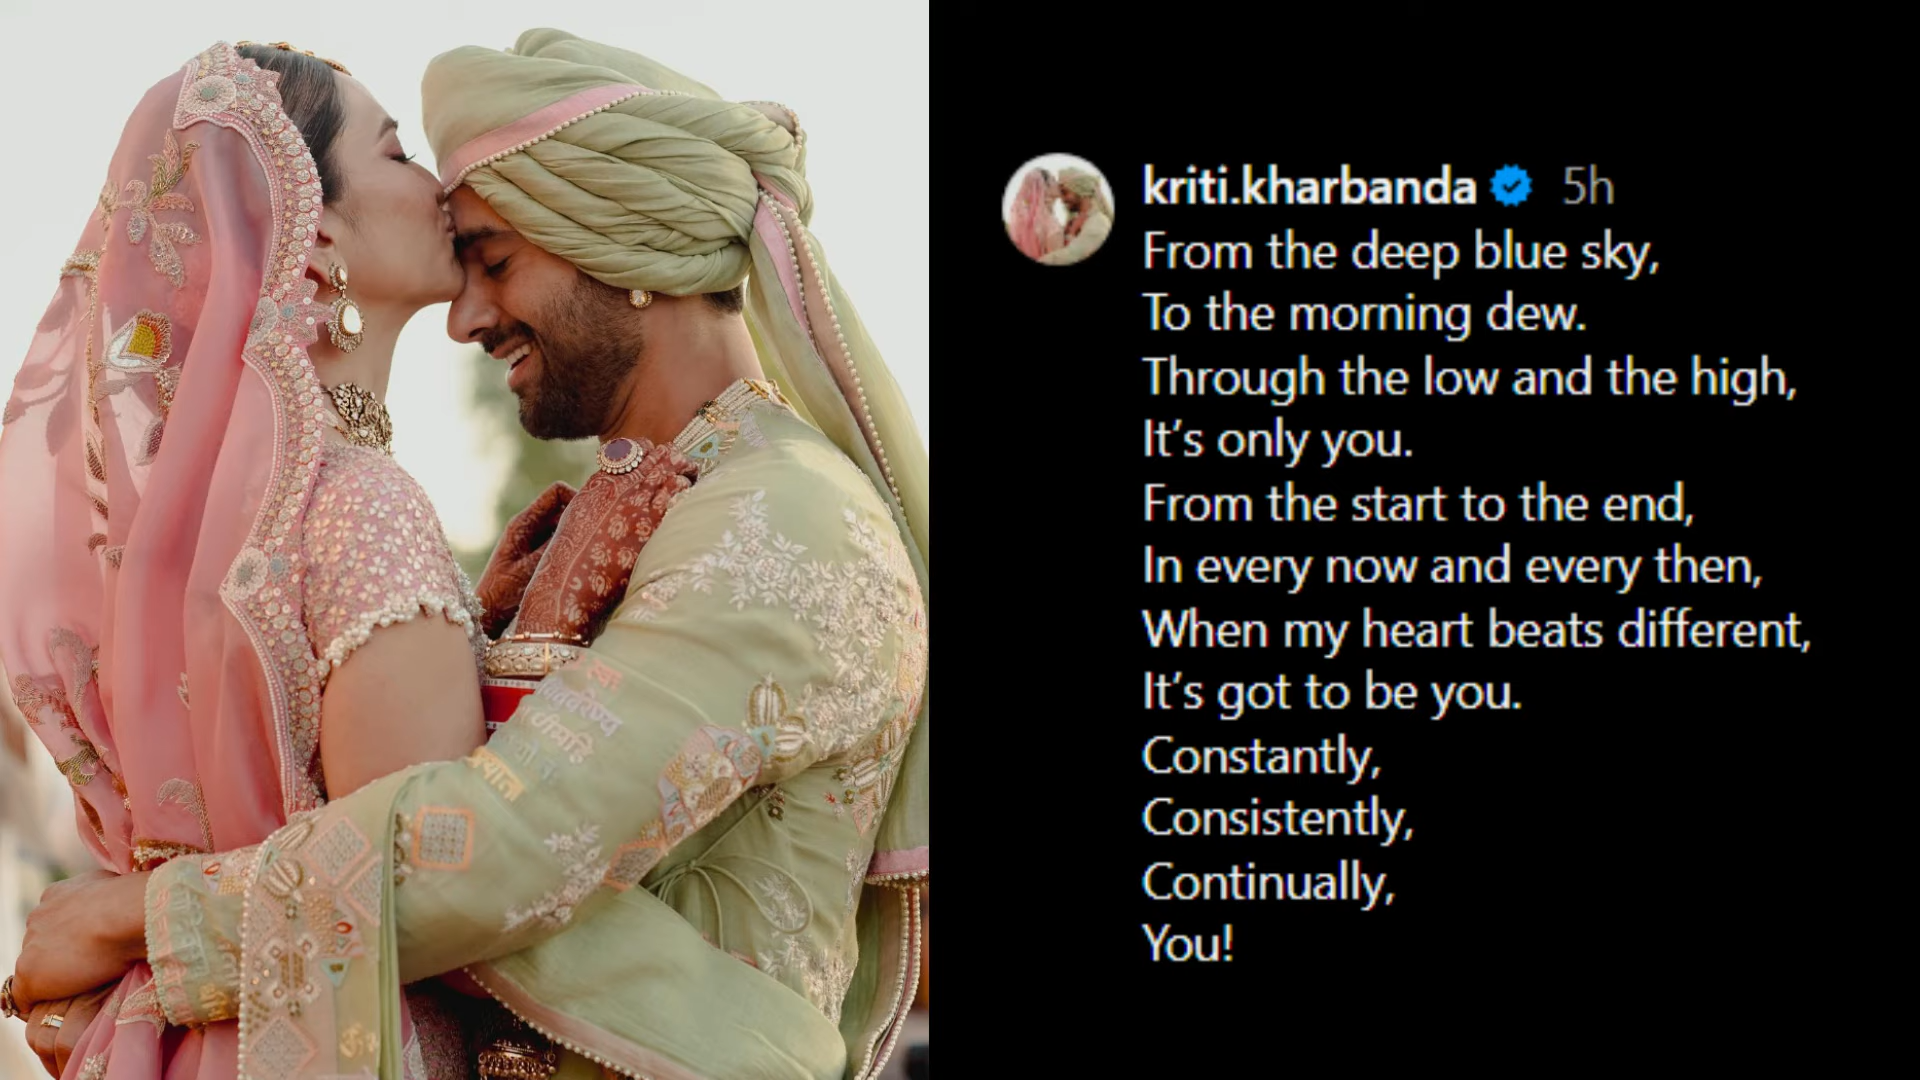 kriti.kharbanda 5h
From the deep blue sky,
To the morning dew.
Through the low and the high,
It's only you.
From the start to the end,
In every now and every then,
When my heart beats different,
It's got to be you.
Constantly,
Consistently,
Continually,
You!